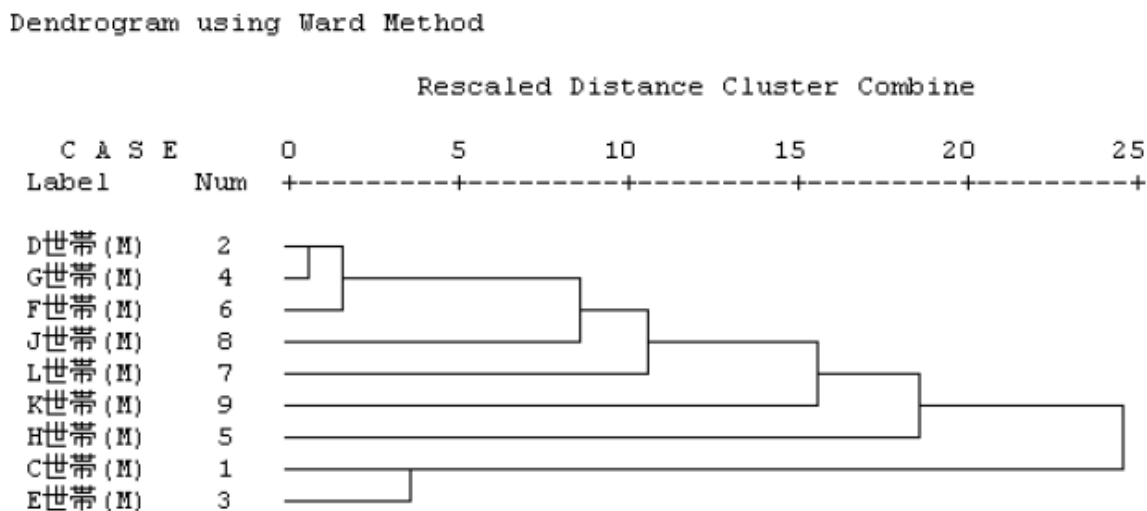 Dendrogram using Ward Method
Rescaled Distance Cluster Combine
C A S E 0 5 10 15 20 25
Label Num +---------+---------+---------+---------+---------+
D世帯(M) 2
G世帯(M) 4
F世帯(M) 6
J世帯(M) 8
L世帯(M) 7
K世帯(M) 9
H世帯(M) 5
C世帯(M) 1
E世帯(M) 3